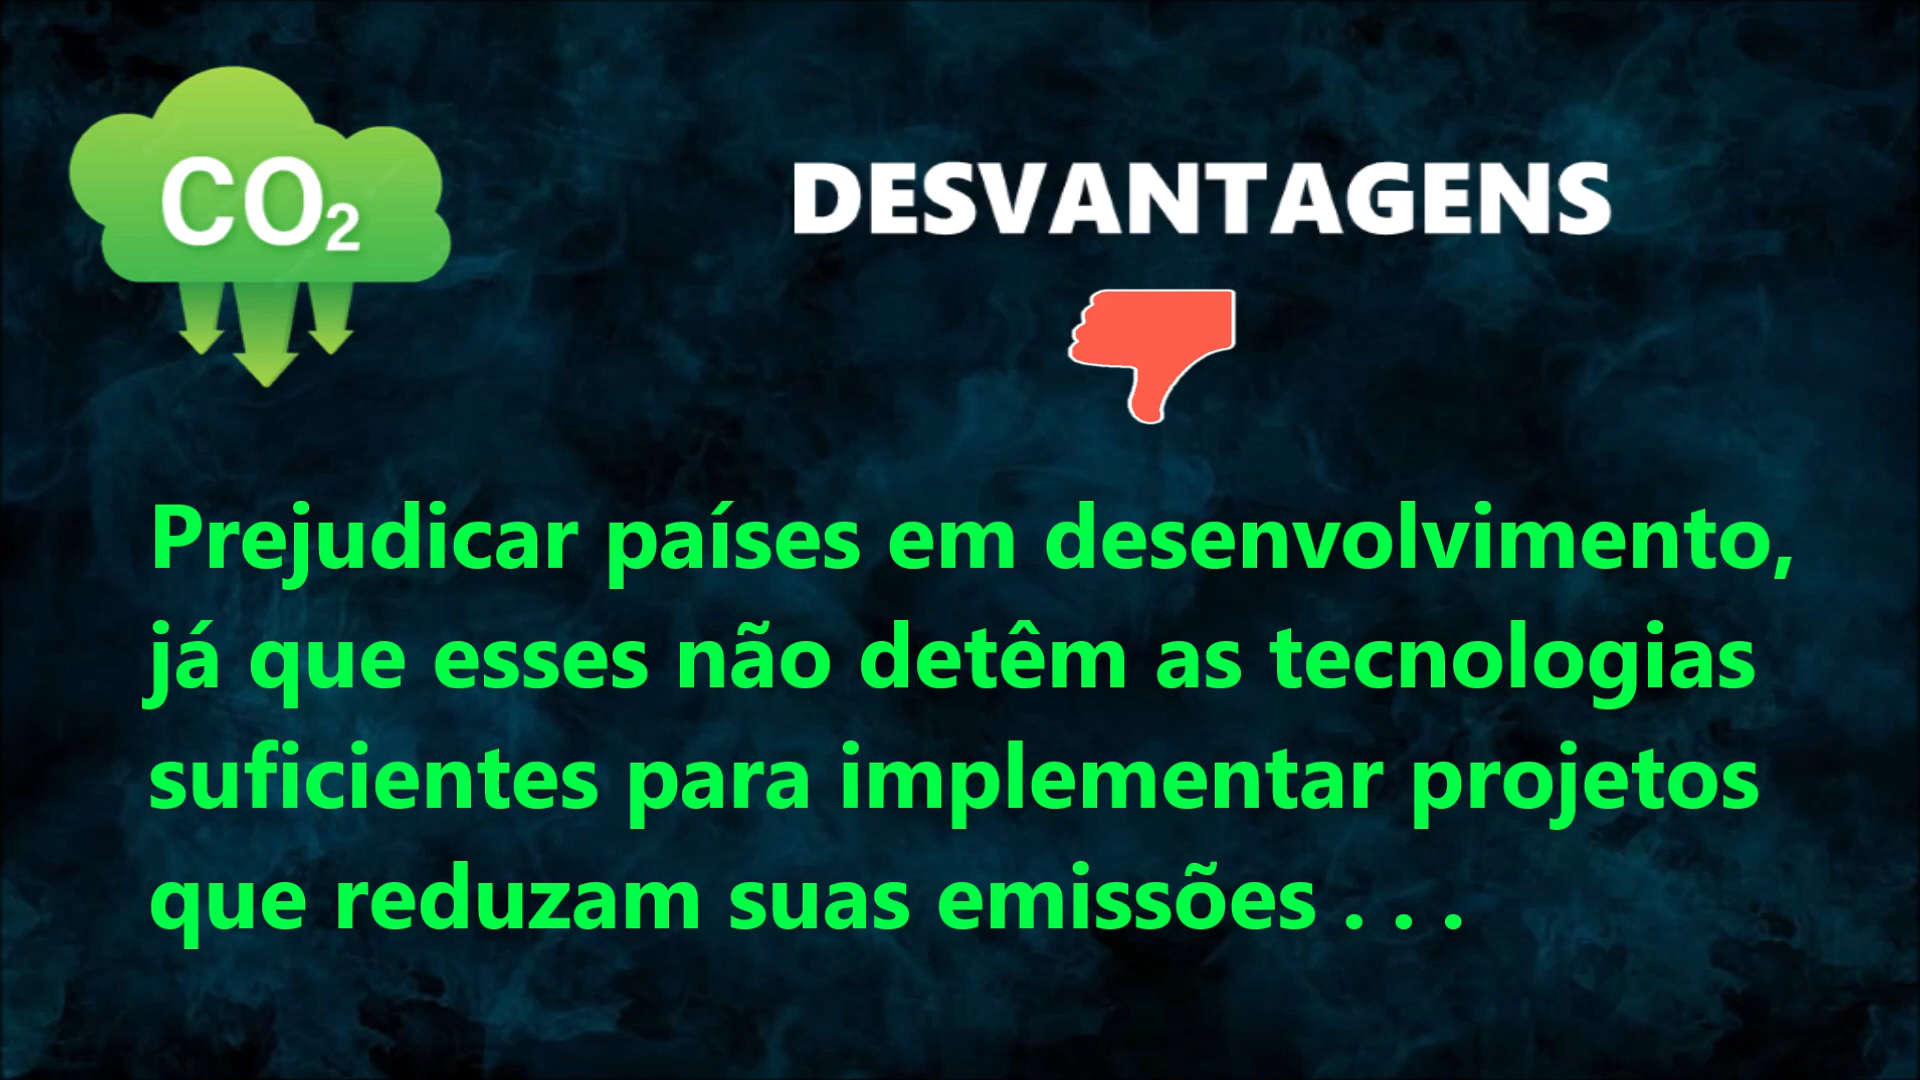 CO₂
DESVANTAGENS
Prejudicar países em desenvolvimento,
já que esses não detêm as tecnologias
suficientes para implementar projetos
que reduzam suas emissões . . .